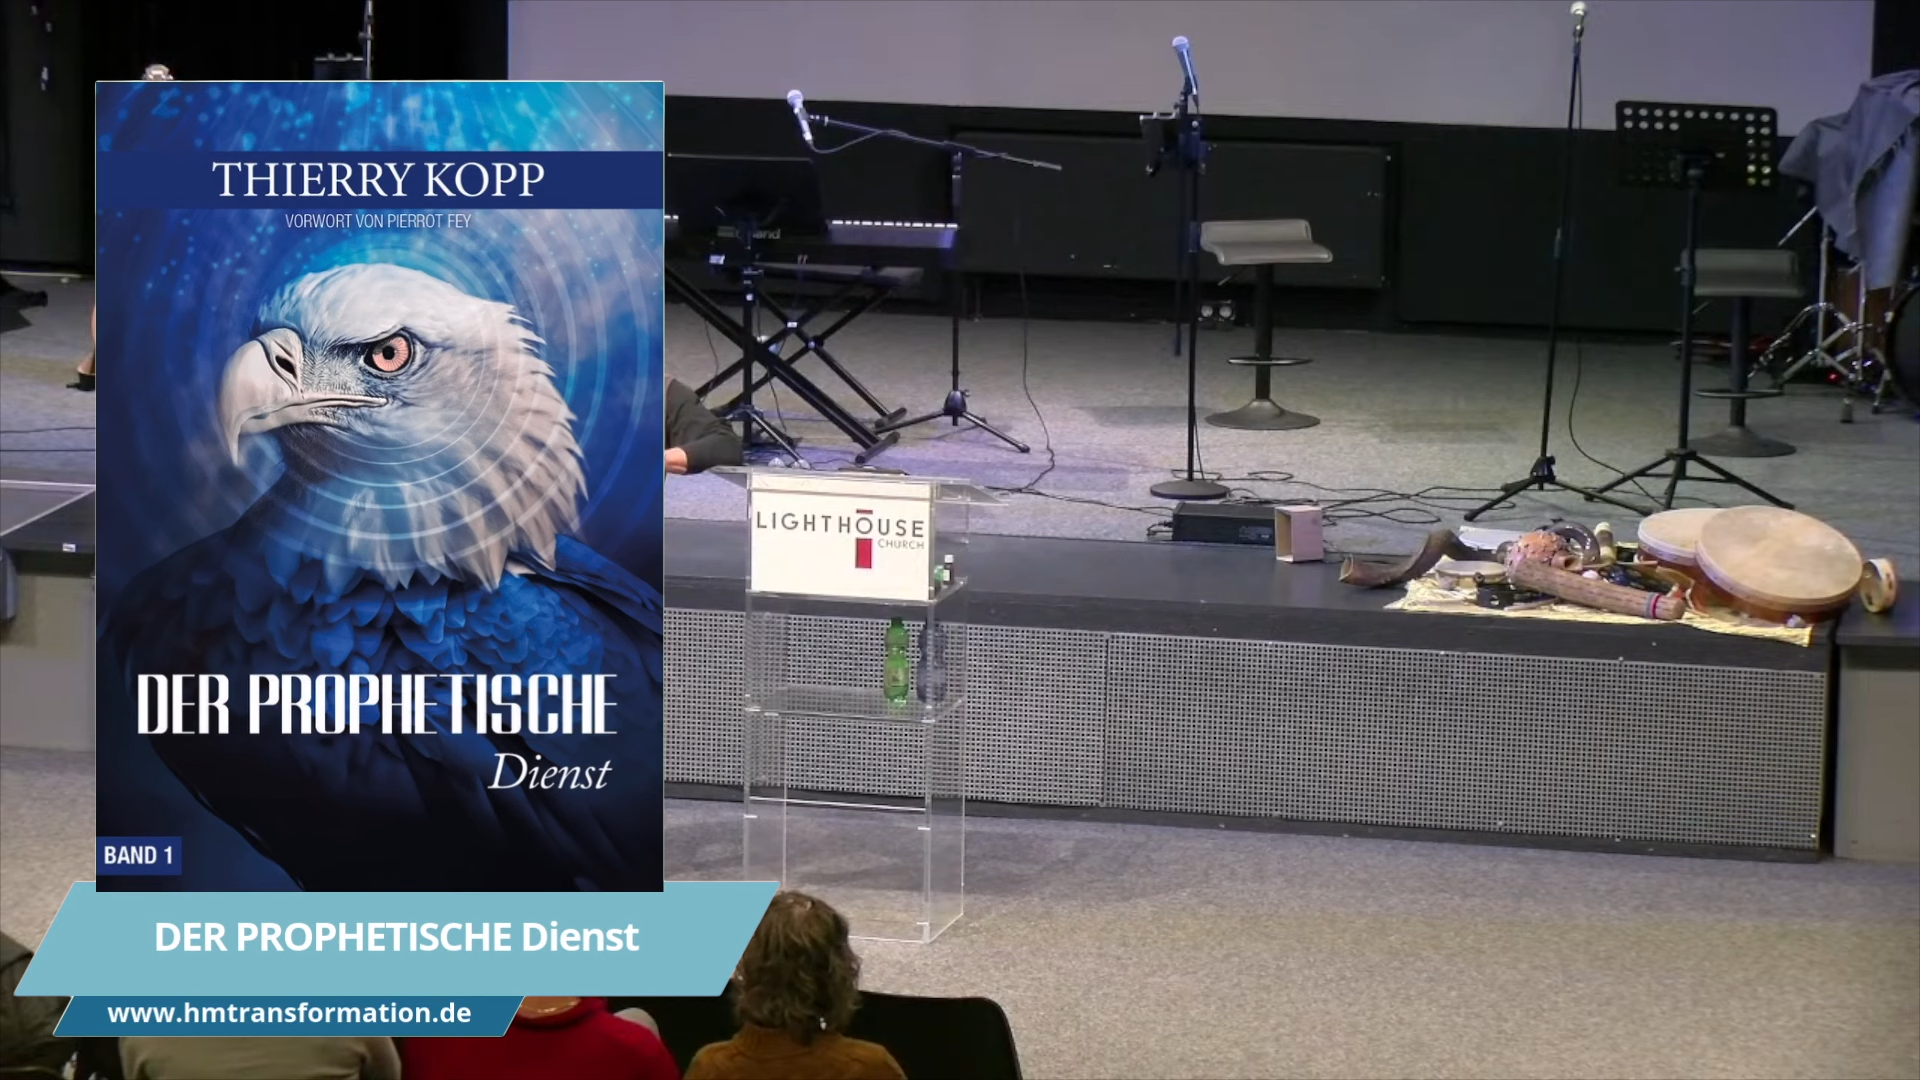 THIERRY KOPP
VORWORT VON PIERROT FEY
DER PROPHETISCHE
Dienst
BAND 1
DER PROPHETISCHE Dienst
www.hmtransformation.de
LIGHTHOUSE
CHURCH